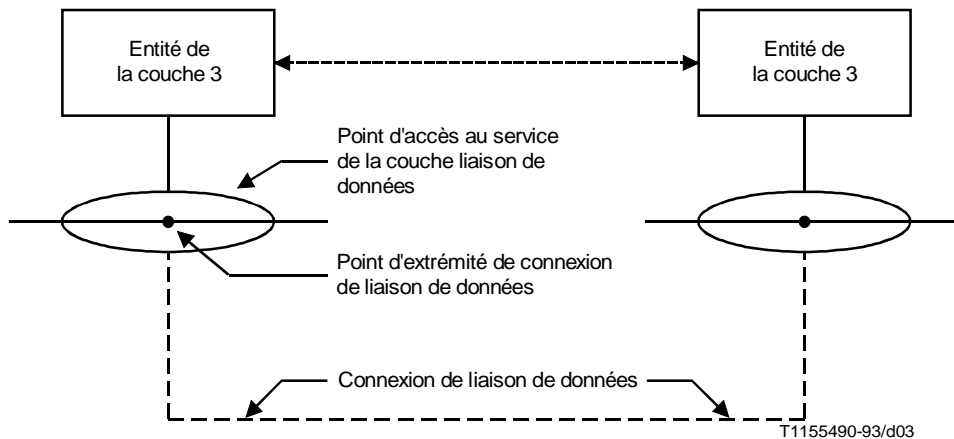 Entité de
la couche 3
Entité de
la couche 3
Point d'accès au service
de la couche liaison de
données
Point d'extrémité de connexion
de liaison de données
Connexion de liaison de données
T1155490-93/d03